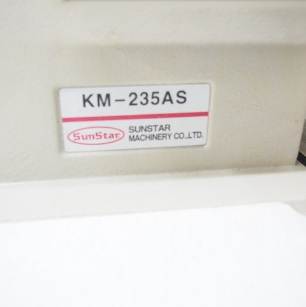 KM-235AS
SunStar
SUNSTAR
MACHINERY CO.,LTD.